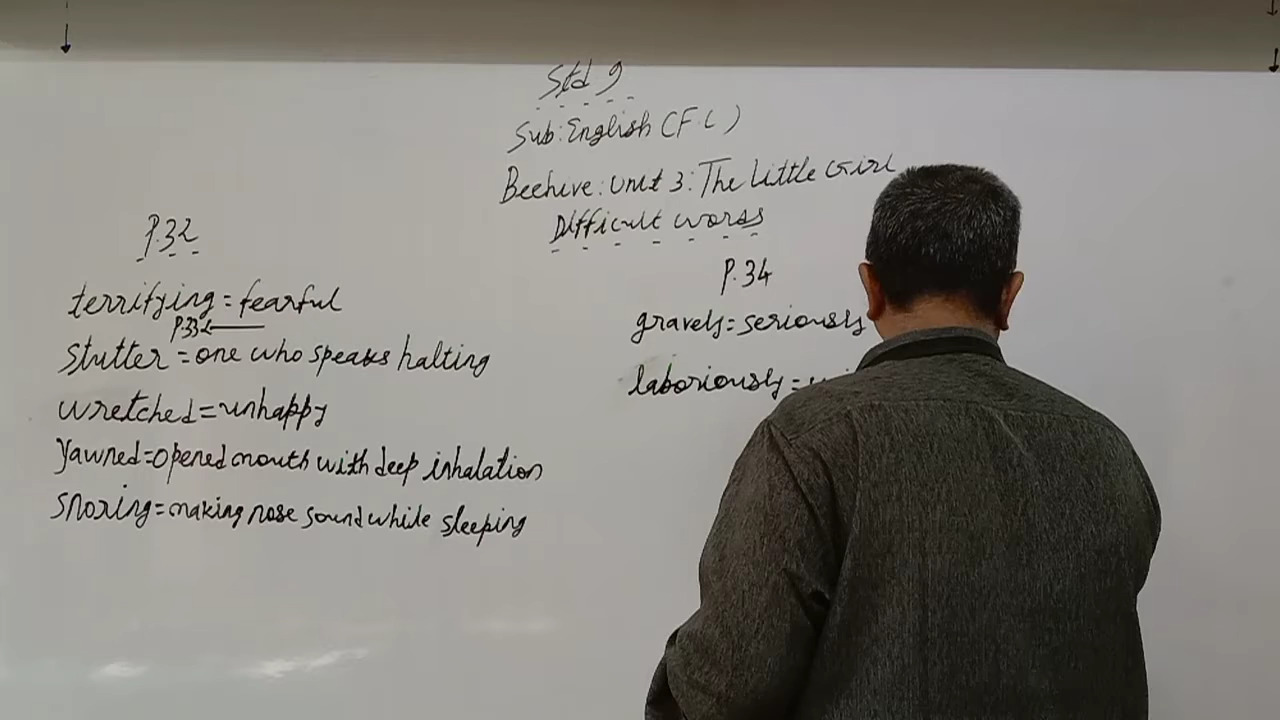 Std 9
Sub: English (F.L)
Beehive: Unit 3: The Little Girl
Difficult words
P.32
terrifying = fearful
P.33
stutter = one who speaks halting
wretched = unhappy
Yawned = opened mouth with deep inhalation
snoring = making nose sound while sleeping
P.34
gravely = seriously
laboriously =